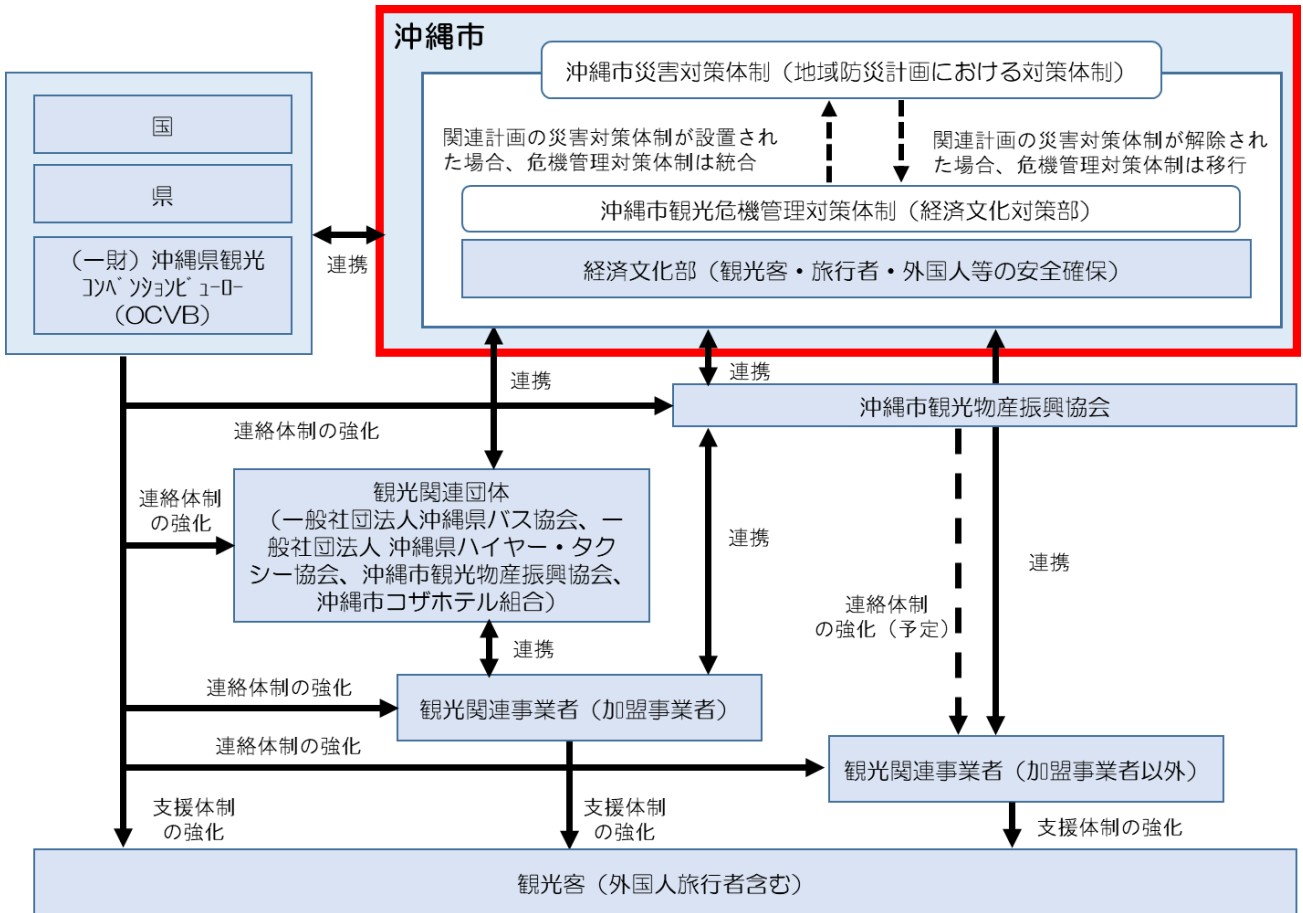 沖縄市
沖縄市災害対策体制（地域防災計画における対策体制）
関連計画の災害対策体制が設置され
た場合、危機管理対策体制は統合
関連計画の災害対策体制が解除され
た場合、危機管理対策体制は移行
沖縄市観光危機管理対策体制（経済文化対策部）
経済文化部（観光客・旅行者・外国人等の安全確保）
国
県
（一財）沖縄県観光
ｺﾝﾍﾞﾝｼｮﾝﾋﾞｭｰﾛｰ
（OCVB）
連携
連携
連携
沖縄市観光物産振興協会
連絡体制の強化
連絡体制
の強化
観光関連団体
（一般社団法人沖縄県バス協会、一
般社団法人 沖縄県ハイヤー・タク
シー協会、沖縄市観光物産振興協会、
沖縄市コザホテル組合）
連携
連携
連絡体制
の強化（予定）
連携
連絡体制の強化
観光関連事業者（加盟事業者）
連絡体制の強化
観光関連事業者（加盟事業者以外）
支援体制
の強化
支援体制
の強化
支援体制の強化
観光客（外国人旅行者含む）